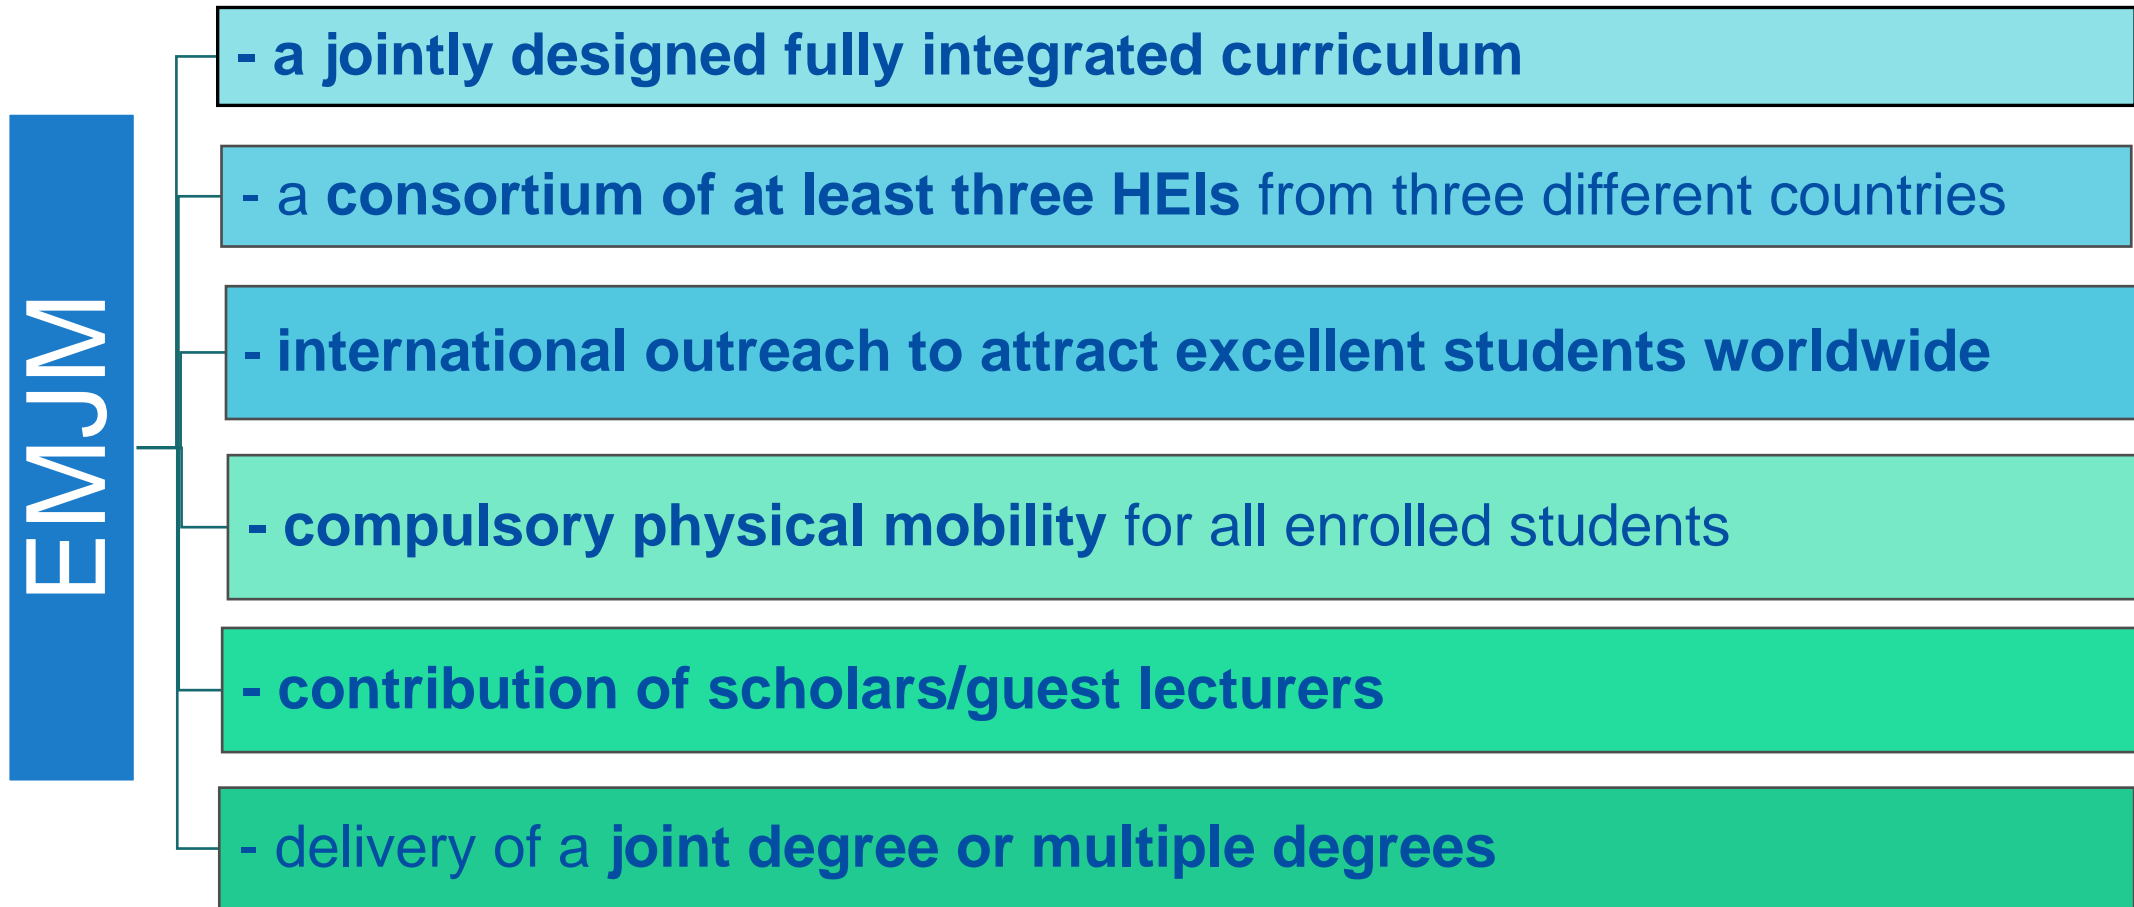 EMJM
- a jointly designed fully integrated curriculum
- a consortium of at least three HEIs from three different countries
- international outreach to attract excellent students worldwide
- compulsory physical mobility for all enrolled students
- contribution of scholars/guest lecturers
- delivery of a joint degree or multiple degrees